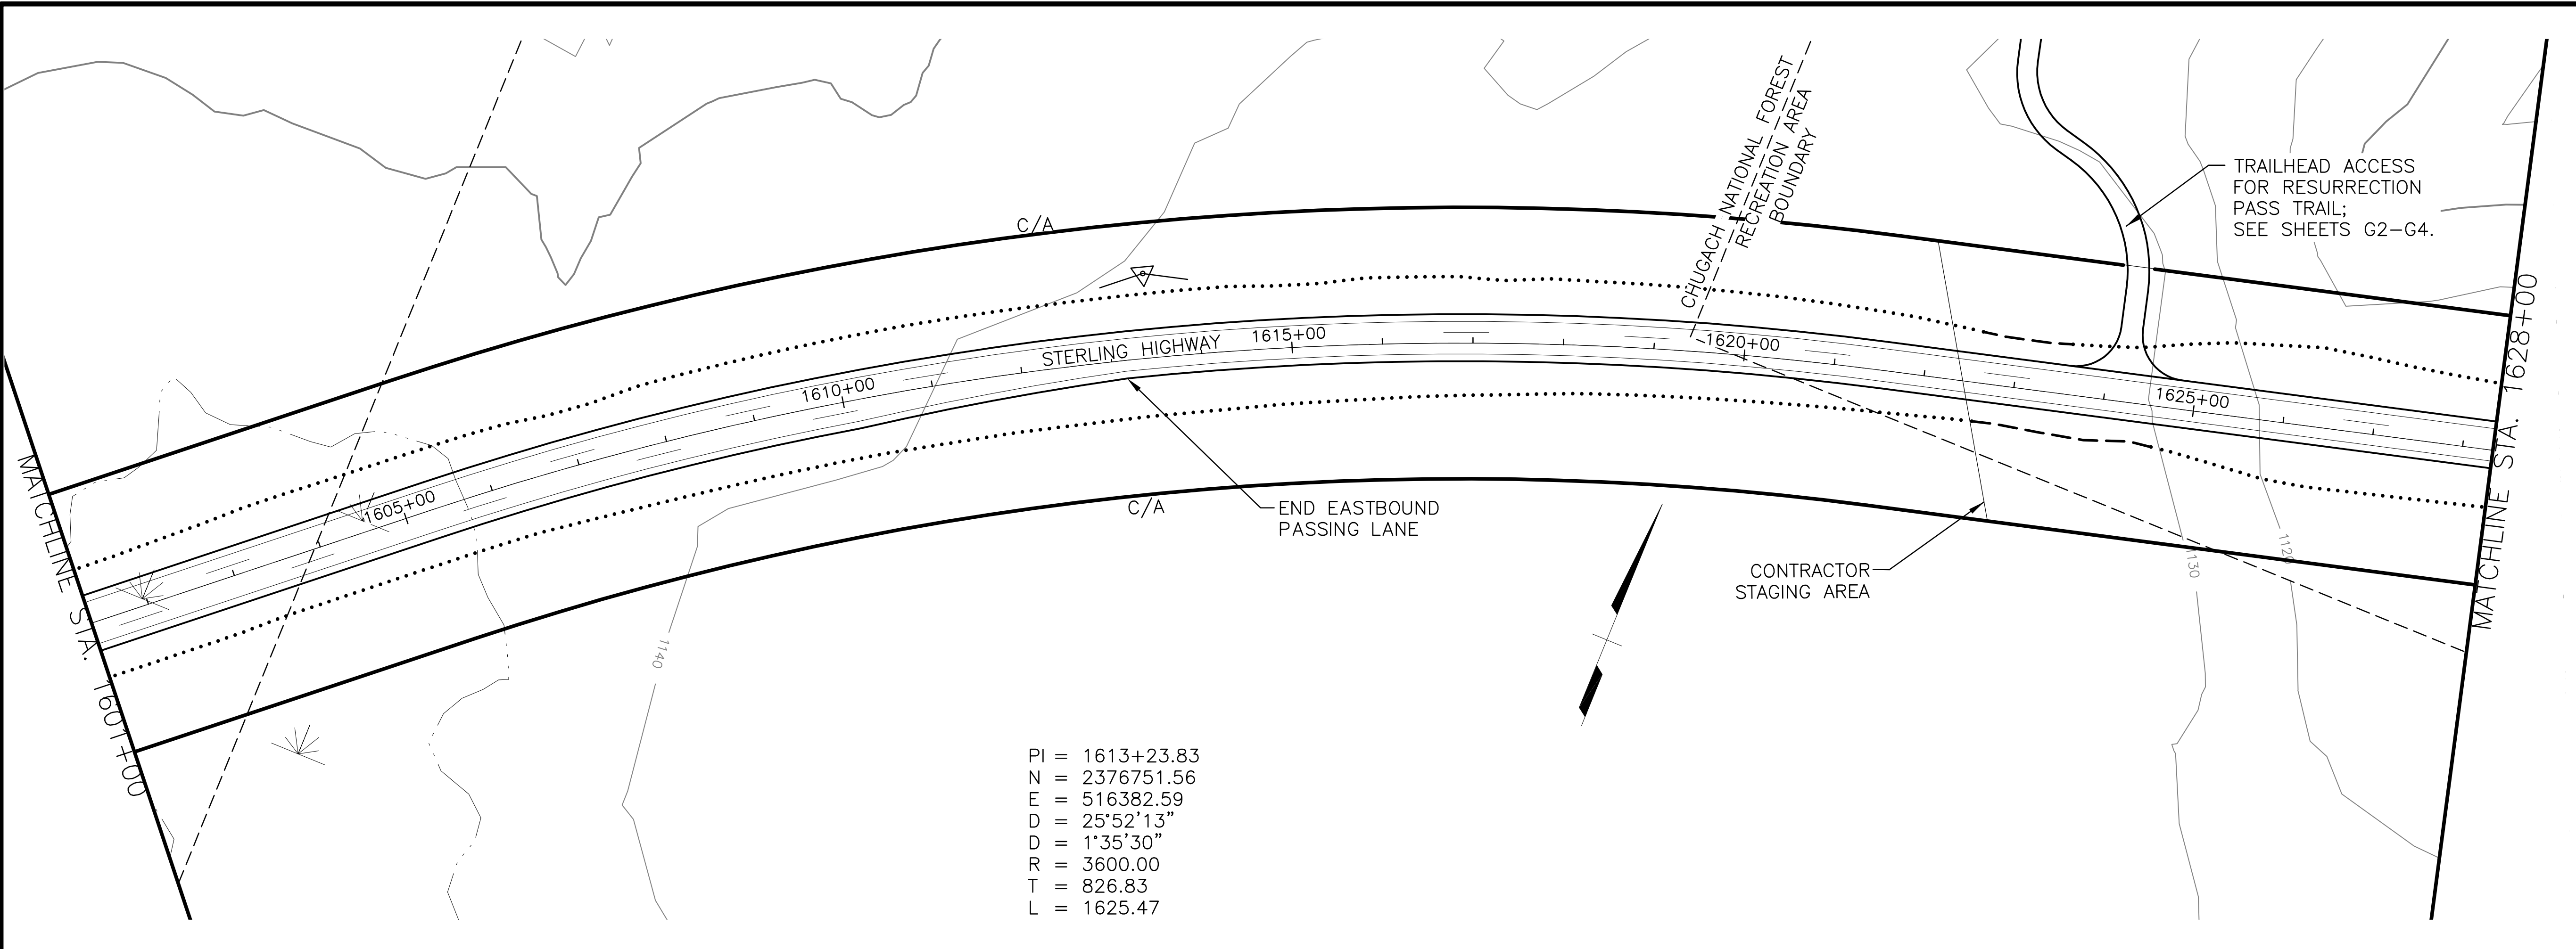 CHUGACH NATIONAL FOREST
RECREATION AREA
BOUNDARY
TRAILHEAD ACCESS
FOR RESURRECTION
PASS TRAIL;
SEE SHEETS G2-G4.
C/A
STERLING HIGHWAY
1605+00
1610+00
1615+00
1620+00
1625+00
MATCHLINE STA. 1601+00
MATCHLINE STA. 1628+00
C/A
END EASTBOUND
PASSING LANE
CONTRACTOR
STAGING AREA
1140
1130
1120
PI = 1613+23.83
N = 2376751.56
E = 516382.59
D = 25°52'13"
D = 1°35'30"
R = 3600.00
T = 826.83
L = 1625.47